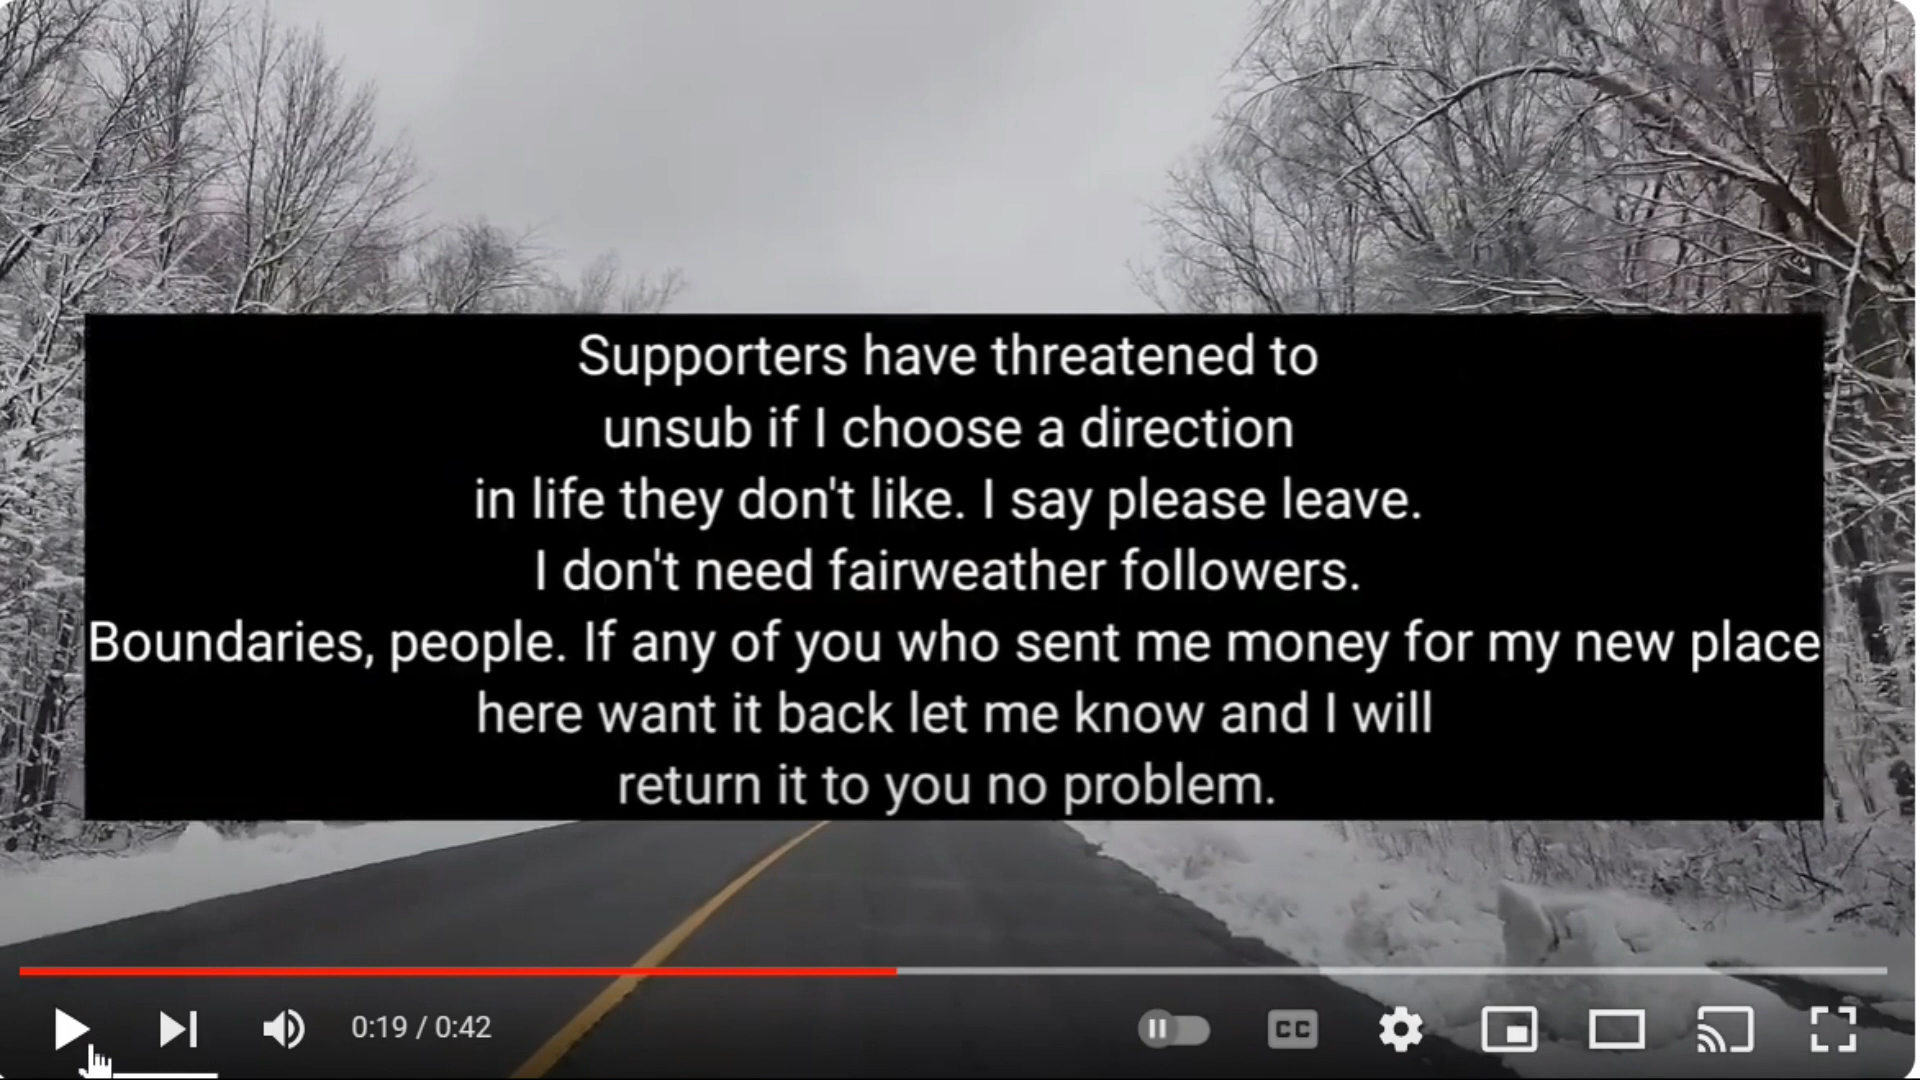 Supporters have threatened to
unsub if I choose a direction
in life they don't like. I say please leave.
I don't need fairweather followers.
Boundaries, people. If any of you who sent me money for my new place
here want it back let me know and I will
return it to you no problem.
0:19 / 0:42
CC